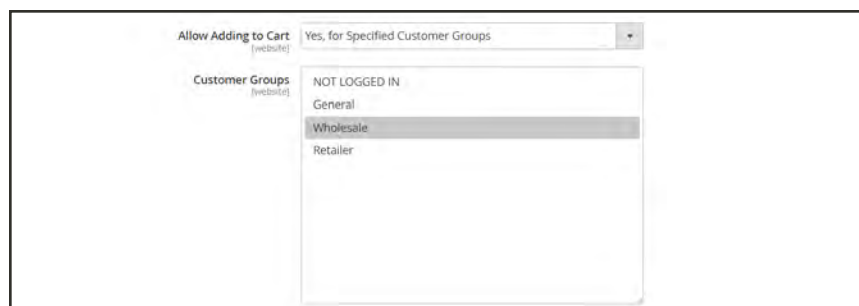 Allow Adding to Cart Yes, for Specified Customer Groups
[website]
Customer Groups NOT LOGGED IN
[website]
General
Wholesale
Retailer